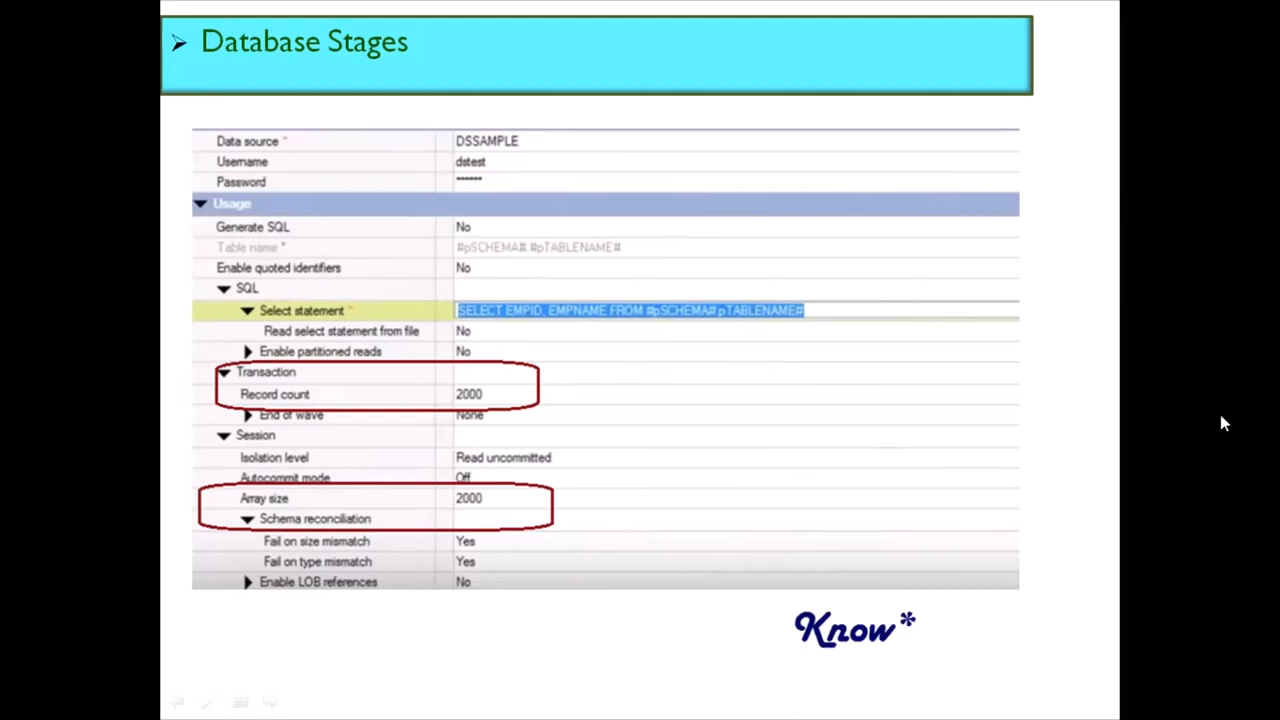 Database Stages
Data source * DSSAMPLE
Username dstest
Password ******
Usage
Generate SQL No
Table name * #pSCHEMA#.#pTABLENAME#
Enable quoted identifiers No
SQL
Select statement * SELECT EMPID, EMPNAME FROM #pSCHEMA#.pTABLENAME#
Read select statement from file No
Enable partitioned reads No
Transaction
Record count 2000
End of wave None
Session
Isolation level Read uncommitted
Autocommit mode Off
Array size 2000
Schema reconciliation
Fail on size mismatch Yes
Fail on type mismatch Yes
Enable LOB references No
Know*